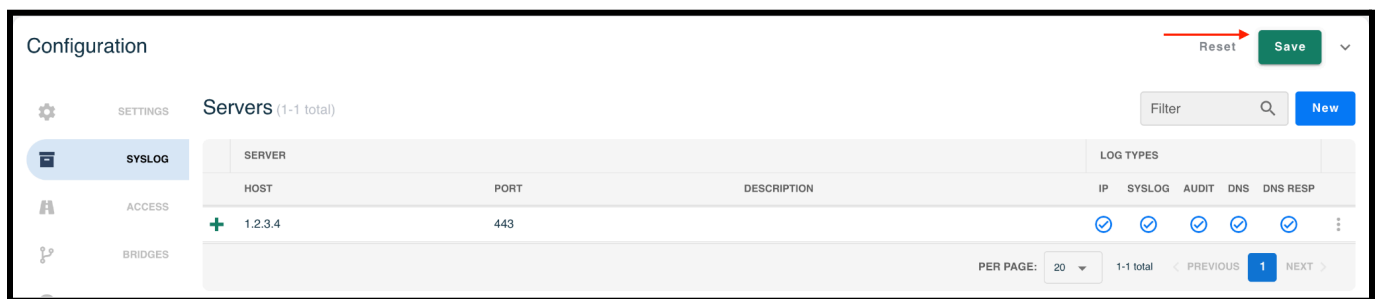 Configuration
Reset Save
SETTINGS
Servers (1-1 total)
Filter New
SYSLOG
SERVER LOG TYPES
HOST PORT DESCRIPTION IP SYSLOG AUDIT DNS DNS RESP
ACCESS
1.2.3.4 443
BRIDGES
PER PAGE: 20 1-1 total < PREVIOUS 1 NEXT >